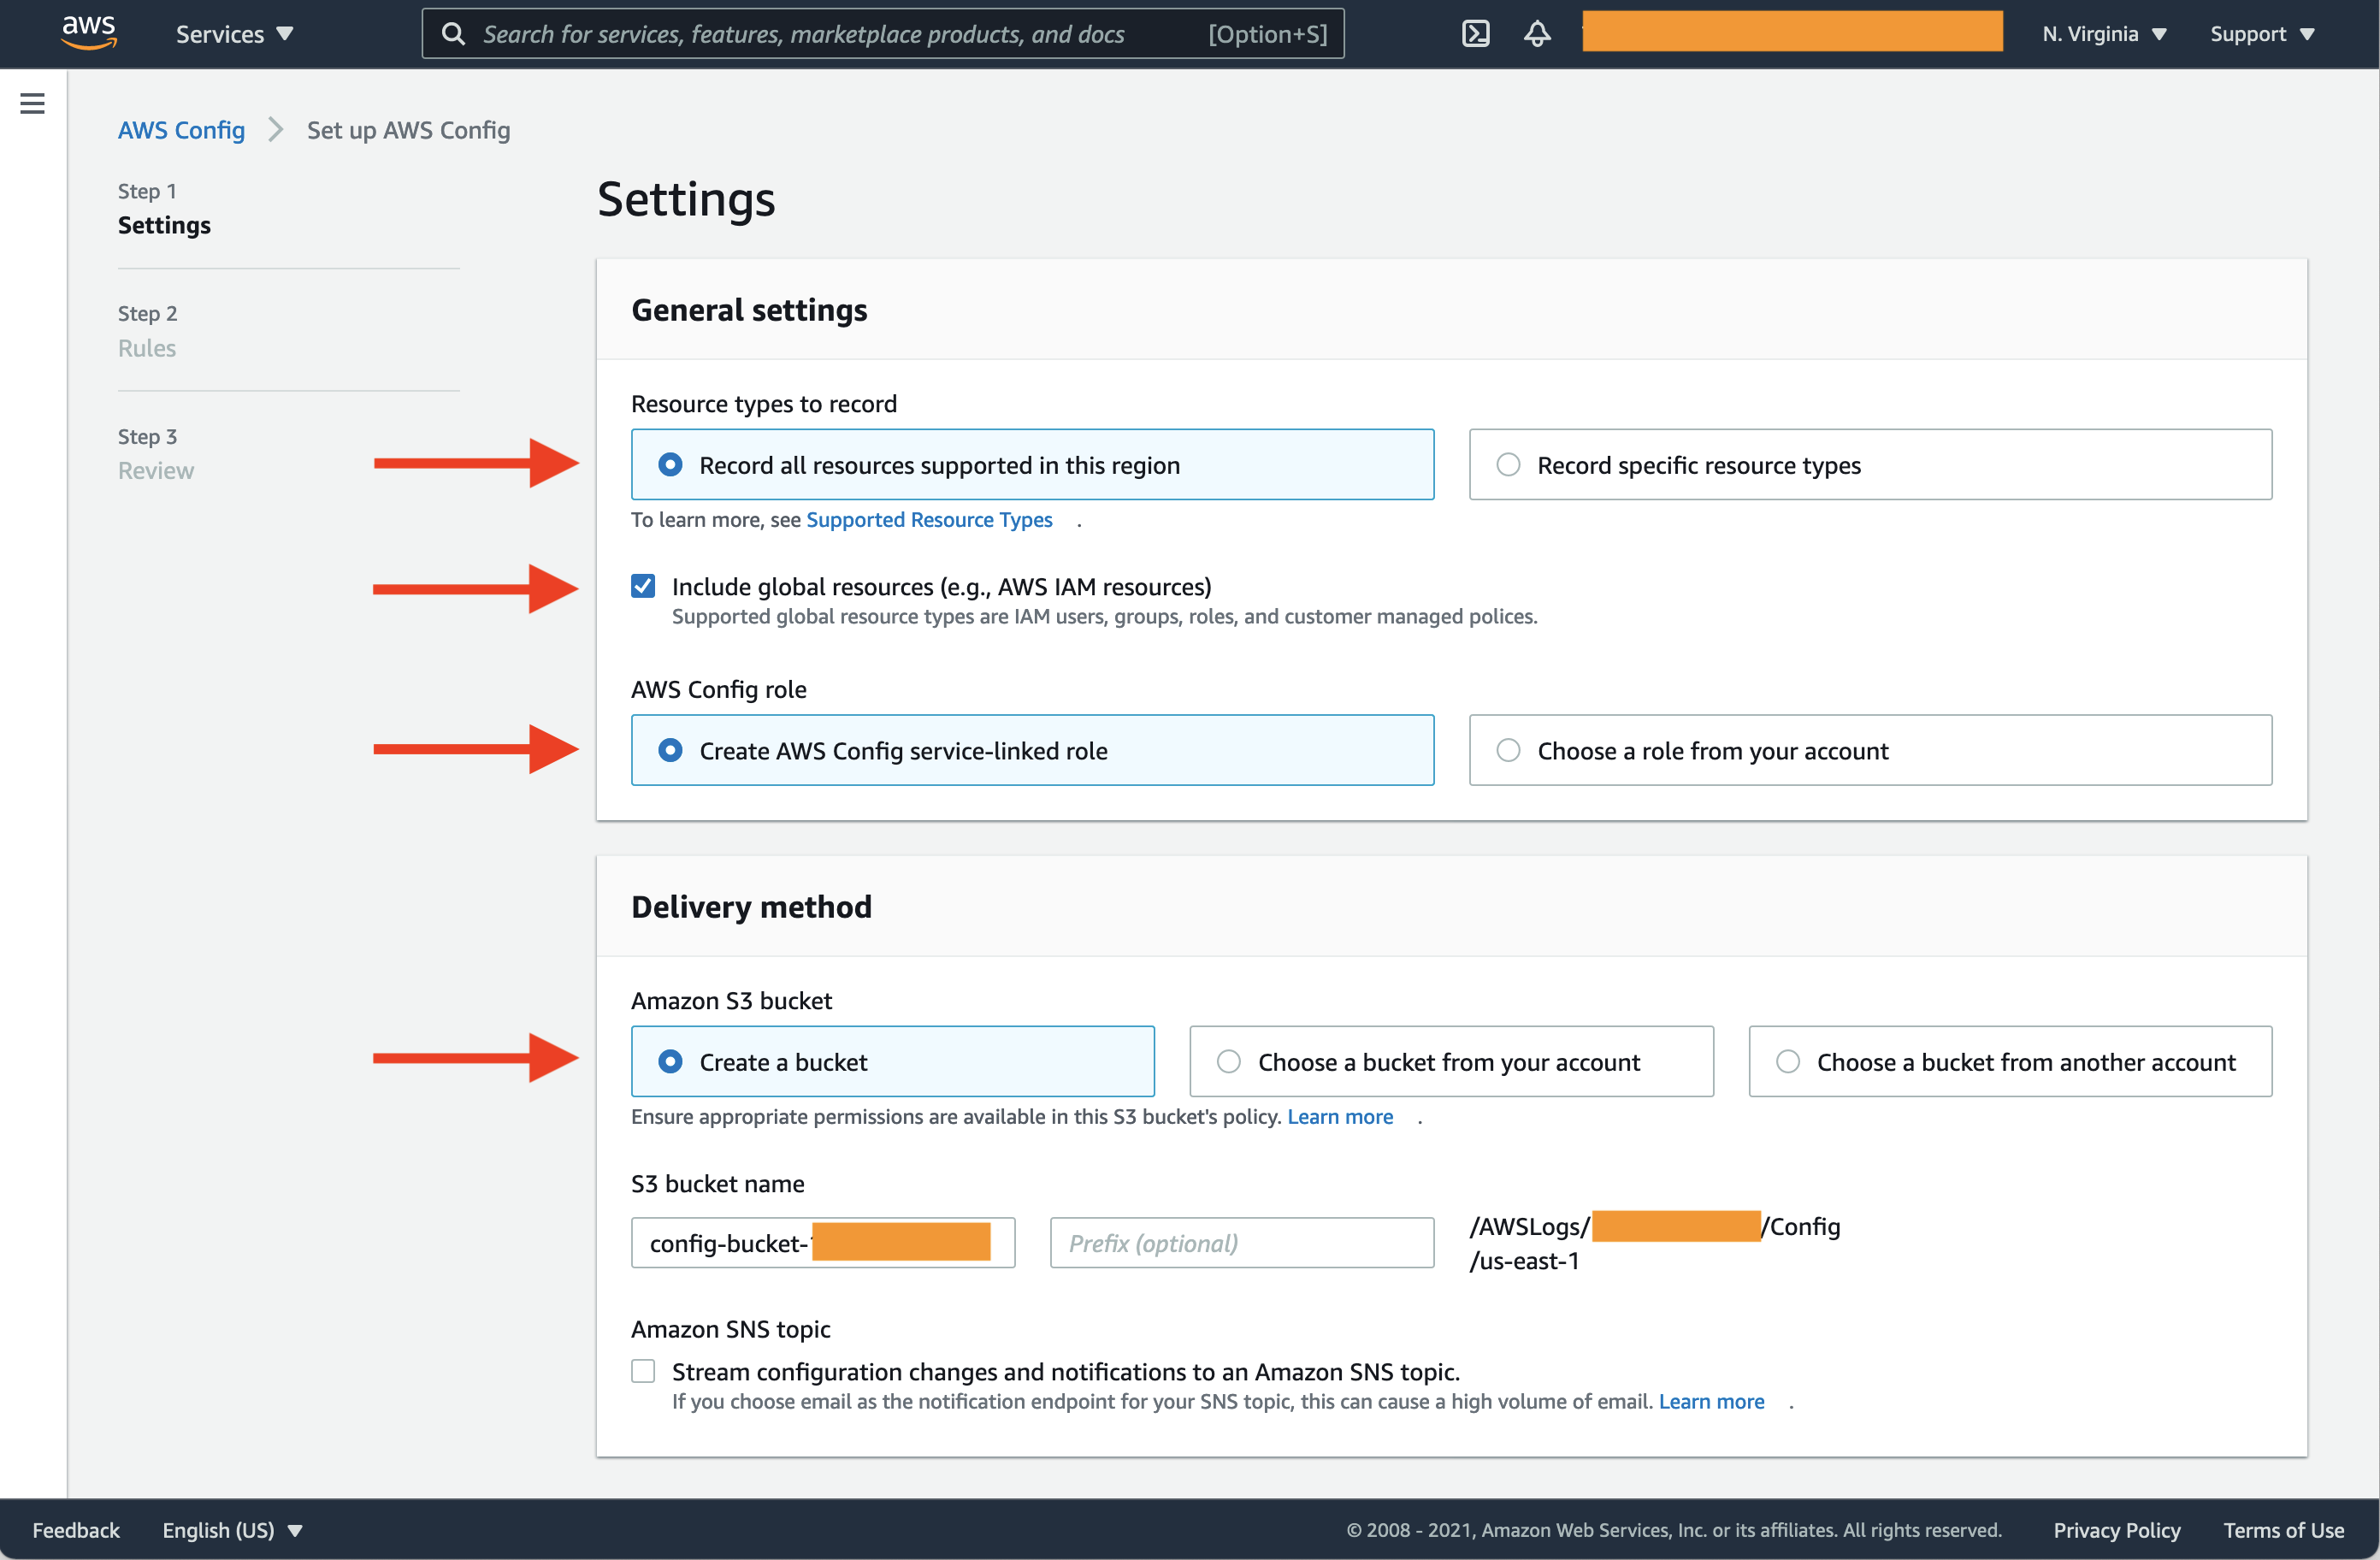 aws
Services
Search for services, features, marketplace products, and docs [Option+S]
N. Virginia
Support
AWS Config
Set up AWS Config
Step 1
Settings
Step 2
Rules
Step 3
Review
Settings
General settings
Resource types to record
Record all resources supported in this region
Record specific resource types
To learn more, see Supported Resource Types .
Include global resources (e.g., AWS IAM resources)
Supported global resource types are IAM users, groups, roles, and customer managed polices.
AWS Config role
Create AWS Config service-linked role
Choose a role from your account
Delivery method
Amazon S3 bucket
Create a bucket
Choose a bucket from your account
Choose a bucket from another account
Ensure appropriate permissions are available in this S3 bucket's policy. Learn more .
S3 bucket name
config-bucket-
Prefix (optional)
/AWSLogs/ /Config
/us-east-1
Amazon SNS topic
Stream configuration changes and notifications to an Amazon SNS topic.
If you choose email as the notification endpoint for your SNS topic, this can cause a high volume of email. Learn more .
Feedback
English (US)
© 2008 - 2021, Amazon Web Services, Inc. or its affiliates. All rights reserved.
Privacy Policy
Terms of Use